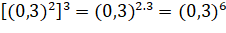 [(0,3)²]³ = (0,3)²·³ = (0,3)⁶